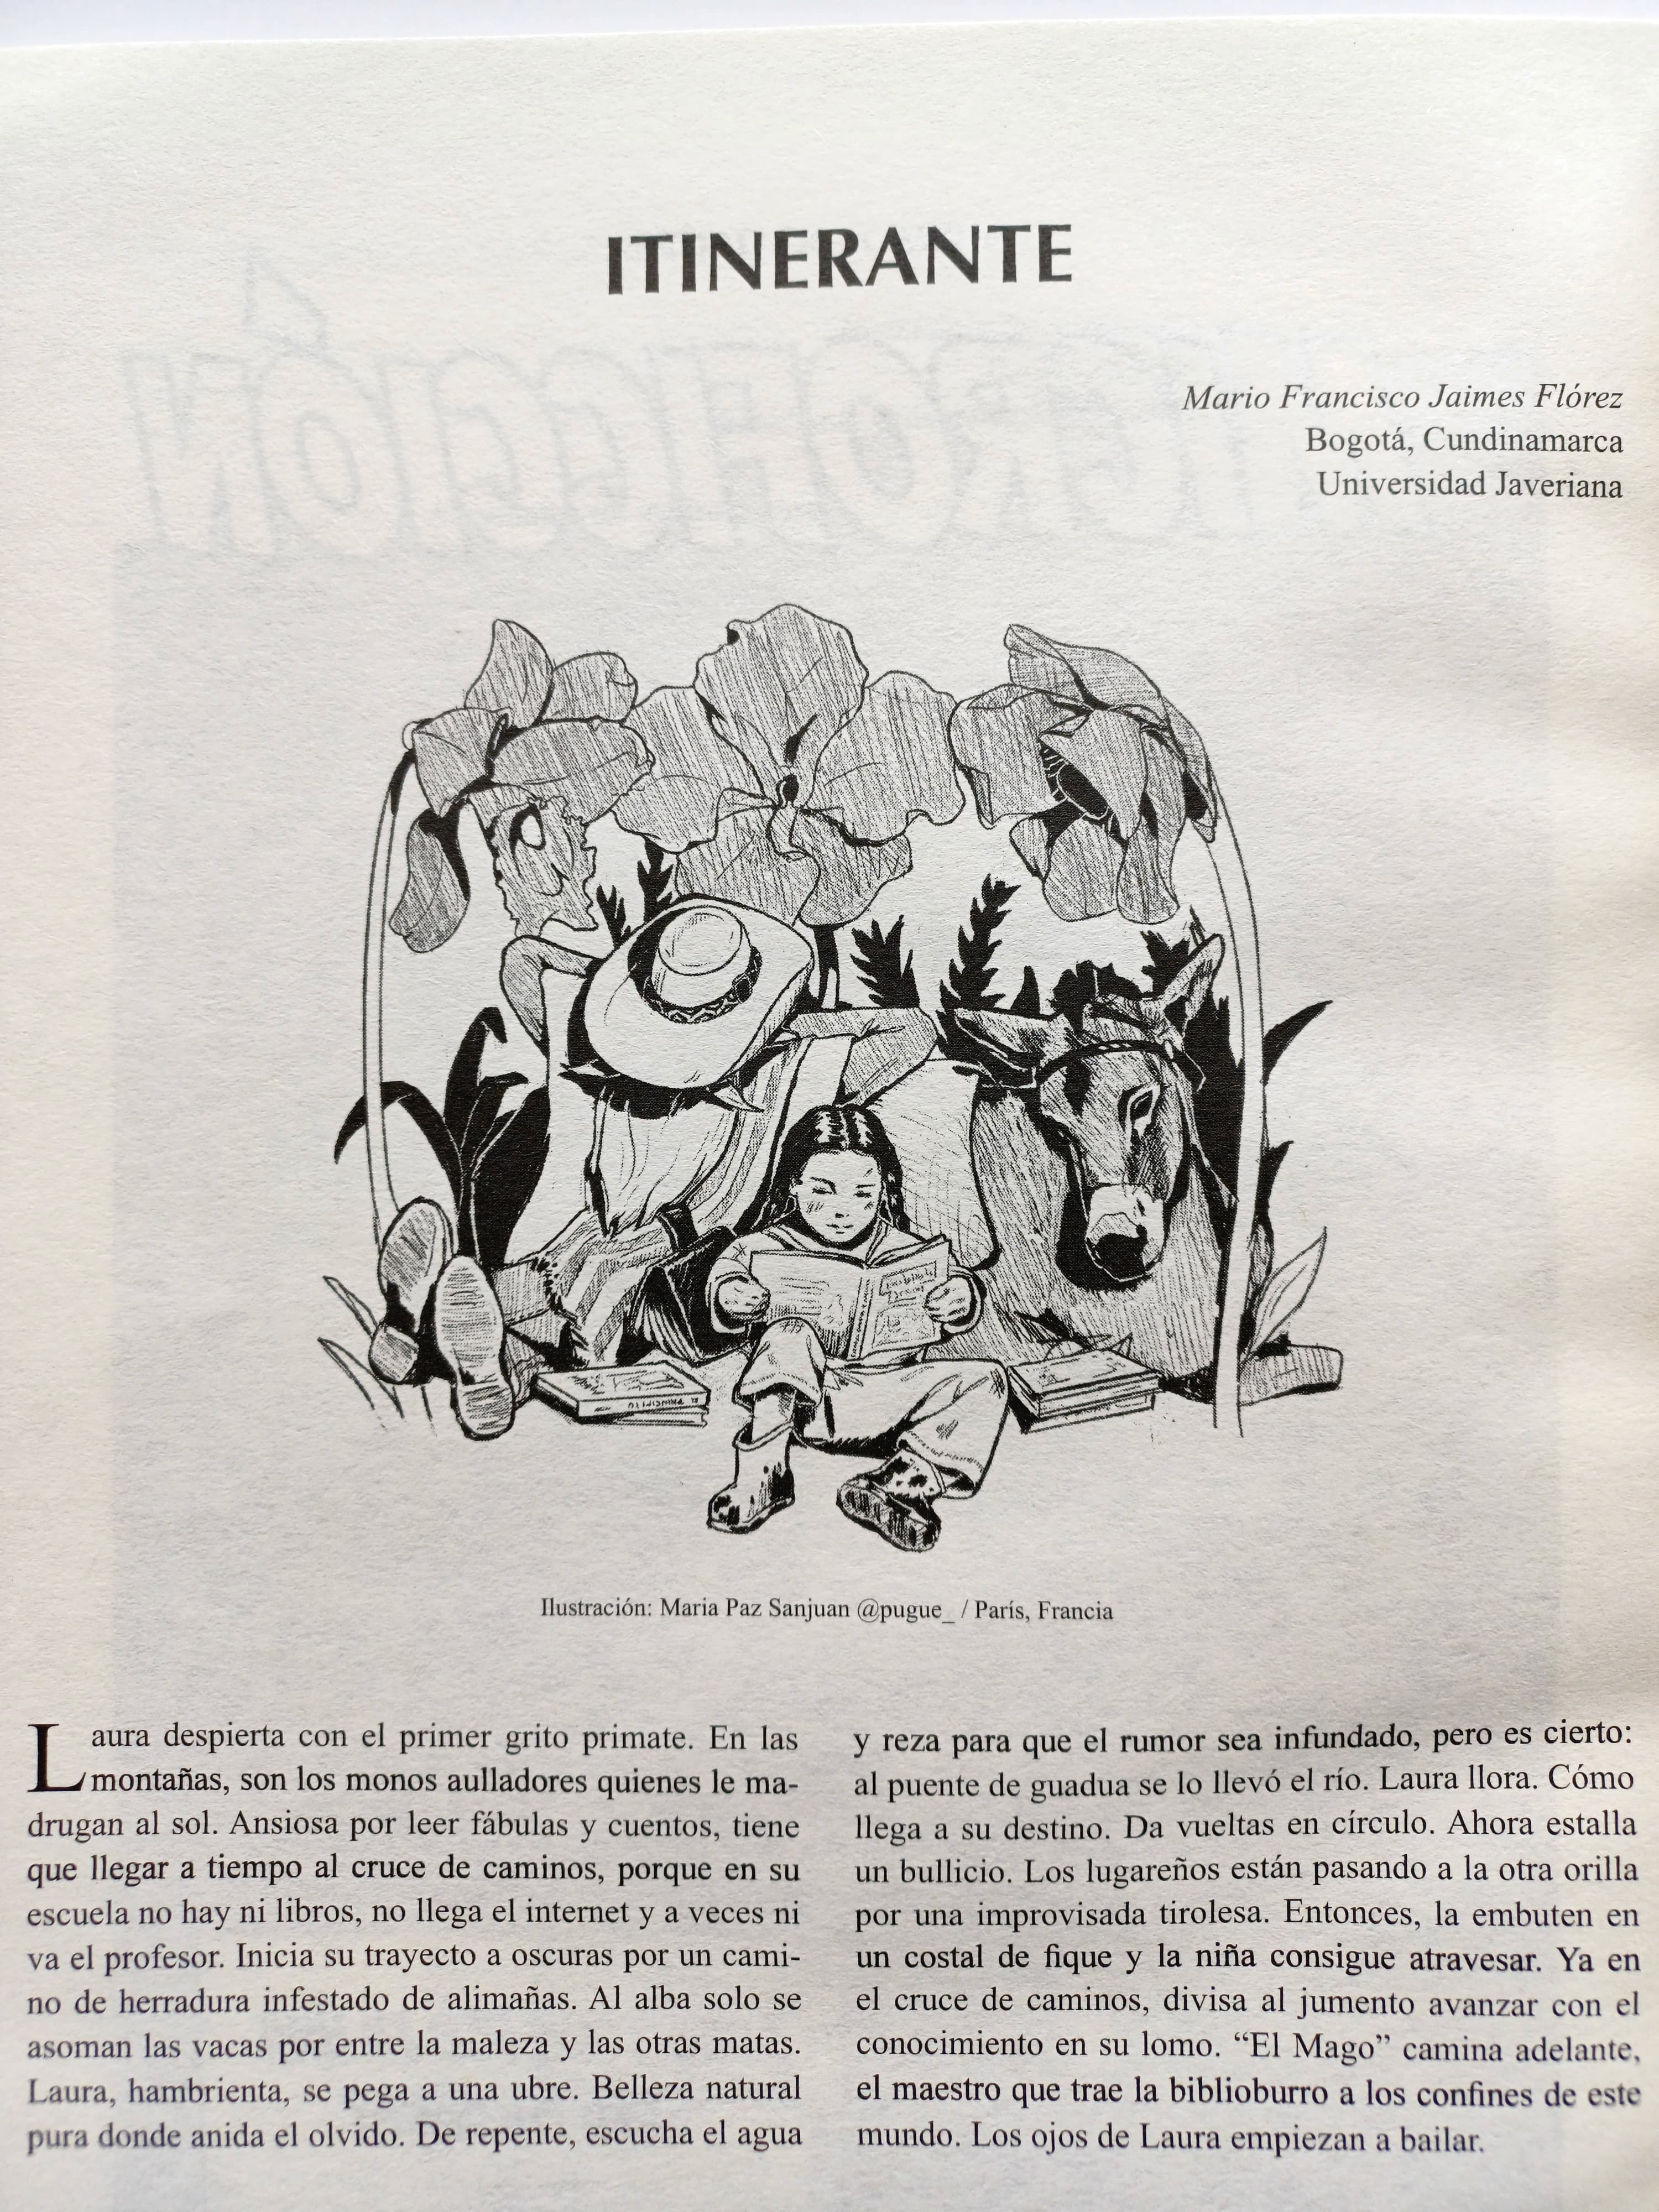 ITINERANTE
Mario Francisco Jaimes Flórez
Bogotá, Cundinamarca
Universidad Javeriana
EL PRINCIPITO
Ilustración: Maria Paz Sanjuan @pugue_ / París, Francia
Laura despierta con el primer grito primate. En las
montañas, son los monos aulladores quienes le ma-
drugan al sol. Ansiosa por leer fábulas y cuentos, tiene
que llegar a tiempo al cruce de caminos, porque en su
escuela no hay ni libros, no llega el internet y a veces ni
va el profesor. Inicia su trayecto a oscuras por un cami-
no de herradura infestado de alimañas. Al alba solo se
asoman las vacas por entre la maleza y las otras matas.
Laura, hambrienta, se pega a una ubre. Belleza natural
pura donde anida el olvido. De repente, escucha el agua
y reza para que el rumor sea infundado, pero es cierto:
al puente de guadua se lo llevó el río. Laura llora. Cómo
llega a su destino. Da vueltas en círculo. Ahora estalla
un bullicio. Los lugareños están pasando a la otra orilla
por una improvisada tirolesa. Entonces, la embuten en
un costal de fique y la niña consigue atravesar. Ya en
el cruce de caminos, divisa al jumento avanzar con el
conocimiento en su lomo. “El Mago” camina adelante,
el maestro que trae la biblioburro a los confines de este
mundo. Los ojos de Laura empiezan a bailar.